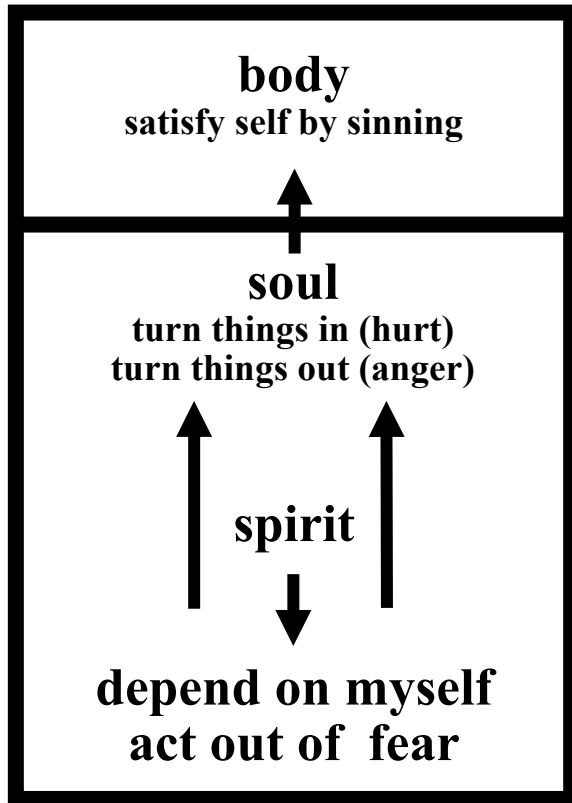 body
satisfy self by sinning
soul
turn things in (hurt)
turn things out (anger)
spirit
depend on myself
act out of fear